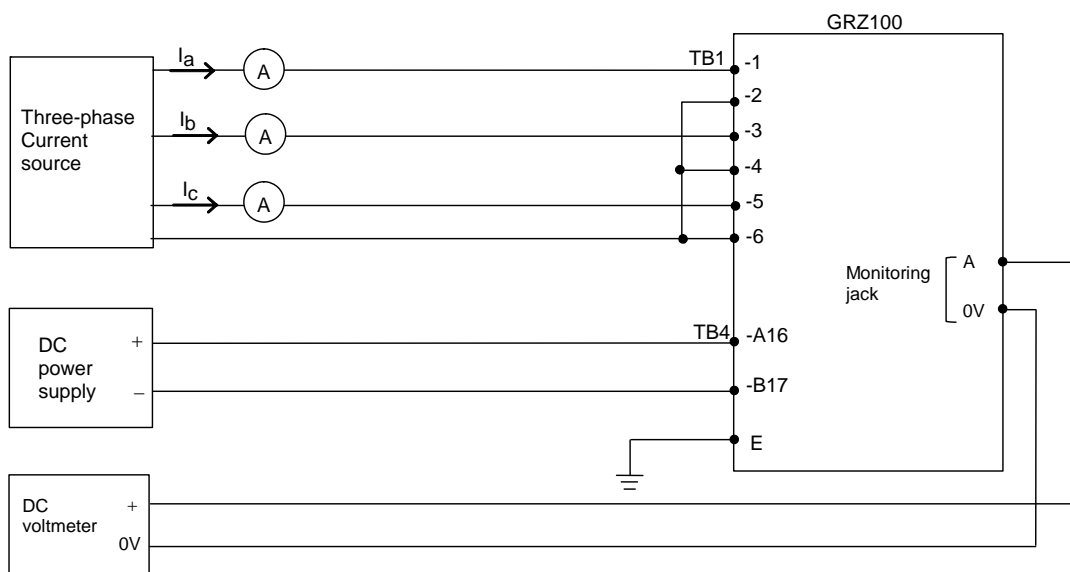 GRZ100
Three-phase
Current
source
Ia
A
TB1
-1
-2
Ib
A
-3
-4
Ic
A
-5
-6
Monitoring
jack
A
0V
DC
power
supply
+
−
TB4
-A16
-B17
E
DC
voltmeter
+
0V